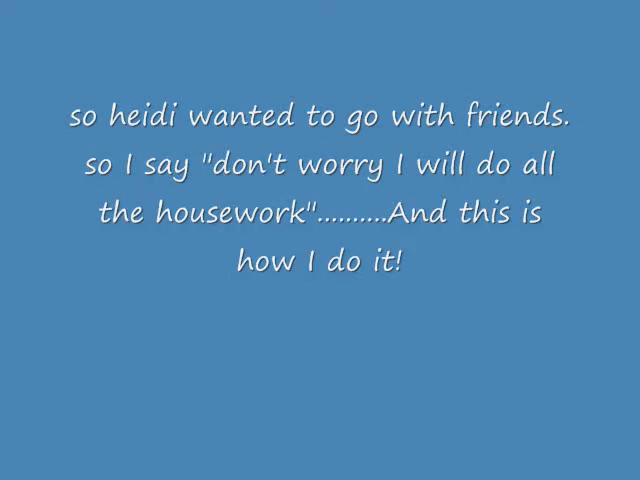 so heidi wanted to go with friends.
so I say "don't worry I will do all
the housework"..........And this is
how I do it!